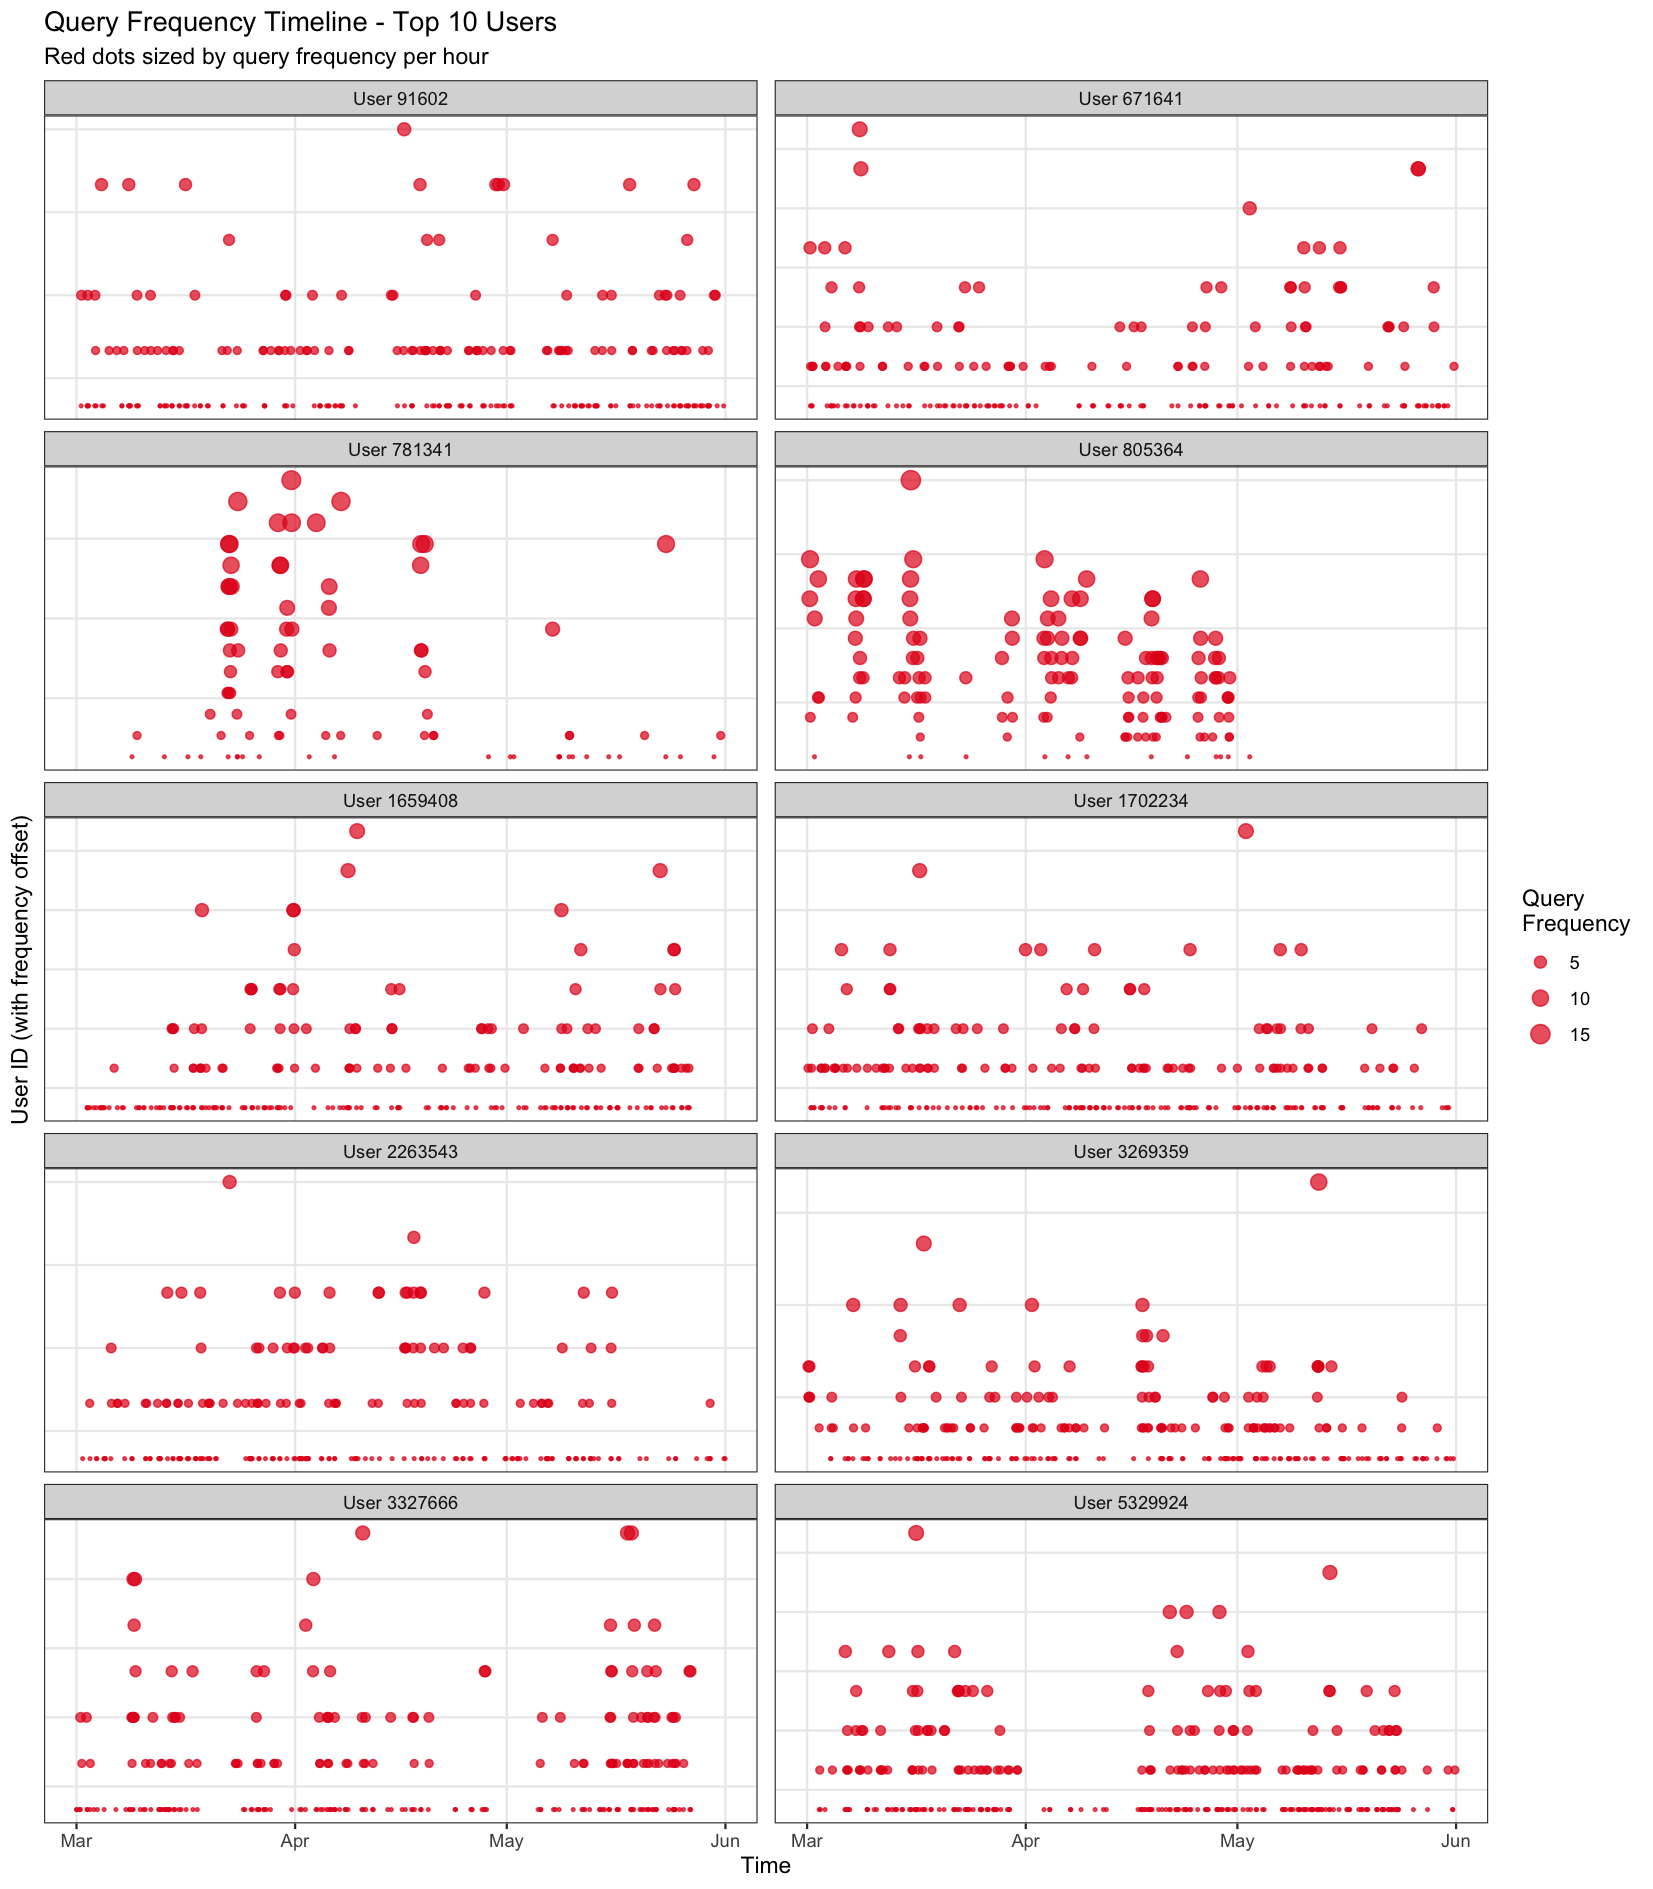 Query Frequency Timeline - Top 10 Users
Red dots sized by query frequency per hour
User 91602
User 671641
User 781341
User 805364
User 1659408
User 1702234
User 2263543
User 3269359
User 3327666
User 5329924
User ID (with frequency offset)
Query
Frequency
5
10
15
Mar
Apr
May
Jun
Mar
Apr
May
Jun
Time